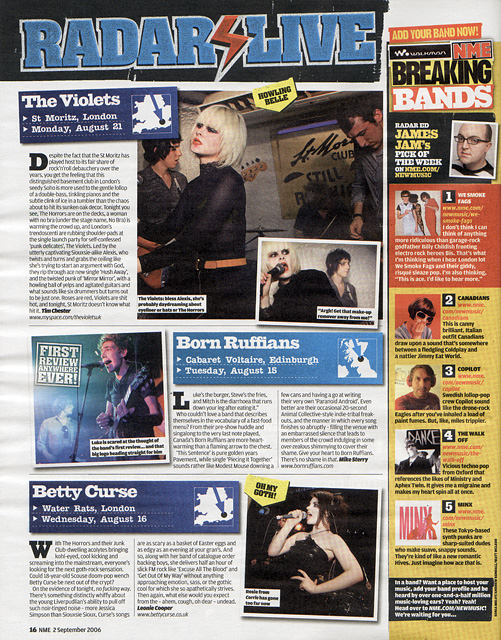 RADAR LIVE
The Violets
St Moritz, London
Monday, August 21
HOWLING
BELLE
Despite the fact that the St Moritz has
played host to its fair share of
rock'n'roll debauchery over the
years, you get the feeling that this
distinguished basement club in London's
seedy Soho is more used to the gentle lollop
of a double-bass, tinkling pianos and the
subtle clink of ice in a tumbler than the chaos
about to hit its sunken oak decor. Tonight you
see, The Horrors are on the decks, a woman
with no bra (under the stage name, No Bra) is
warming the crowd up, and London's
trendscenti are rubbing shoulder-pads at
the single launch party for self-confessed
'punk delicates', The Violets. Led by the
utterly captivating Siouxsie-alike Alexis, who
twists and turns and grabs the ceiling like
she's trying to start an argument with God,
they rip through ace new single 'Hush Away',
and the twisted punk of 'Mirror Mirror', with a
howling ball of yelps and agitated guitars and
what sounds like six drummers but turns out
to be just one. Roses are red, Violets are shit
hot, and tonight, St Moritz doesn't know what
hit it. Tim Chester
www.myspace.com/thevioletsuk
St Moritz
CLUB
The Violets: bless Alexis, she's
probably daydreaming about
eyeliner or bats or The Horrors
"Argh! Get that make-up
remover away from me!"
FIRST
REVIEW
ANYWHERE
EVER!
Luke is scared at the thought of
the band's first review... and that
big logo heading straight for him
Born Ruffians
Cabaret Voltaire, Edinburgh
Tuesday, August 15
Luke's the burger, Steve's the fries,
and Mitch is the diarrhoea that runs
down your leg after eating it."
Who couldn't love a band that describes
themselves in the vocabulary of a fast-food
menu? From their pre-show huddle and
singalong to the very last note played,
Canada's Born Ruffians are more heart-
warming than a flaming arrow to the chest.
'This Sentence' is pure golden years
Pavement, while single 'Piecing It Together'
sounds rather like Modest Mouse downing a
few cans and having a go at writing
their very own 'Paranoid Android'. Even
better are their occasional 20-second
Animal Collective-style indie-tribal freak-
outs, and the manner in which every song
finishes so abruptly - filling the venue with
an embarrassed silence that leads to
members of the crowd indulging in some
over zealous shimmying to cover their
shame. Give your heart to Born Ruffians.
There's no shame in that. Mike Sterry
www.bornruffians.com
Betty Curse
Water Rats, London
Wednesday, August 16
OH MY
GOTH!
With The Horrors and their Junk
Club-dwelling acolytes bringing
kohl-eyed, cool kicking and
screaming into the mainstream, everyone's
looking for the next goth-rock sensation.
Could 18-year-old Scouse doom-pop wench
Betty Curse be next out of the crypt?
On the evidence of tonight, no fucking way.
There's something distinctly whiffy about
the young Liverpudlian's ability to pull off
such noir-tinged noise - more Jessica
Simpson than Siouxsie Sioux, Curse's songs
are as scary as a basket of Easter eggs and
as edgy as an evening at your gran's. And
so, along with her band of catalogue order
backing boys, she delivers half an hour of
slick FM rock like 'Excuse All The Blood' and
'Get Out Of My Way' without anything
approaching emotion, sass, or the gothic
cool for which she so apathetically strives.
Then again, what else would you expect
from the - ahem, cough, oh dear - undead.
Leonie Cooper
www.bettycurse.co.uk
Rosie from
Corrie has gone
too far now
ADD YOUR BAND NOW!
WALKMAN NME
BREAKING
BANDS
RADAR ED
JAMES
JAM's
PICK OF
THE WEEK
ON NME.COM/
NEWMUSIC
1 WE SMOKE
FAGS
www.nme.
com/newmusic/we-
smoke-fags
I don't think I can
think of anything
more ridiculous than garage-rock
godfather Billy Childish fronting
electro rock heroes Bis. That's what
I'm thinking when I hear London lot
We Smoke Fags and their giddy,
risqué sleaze pop. I'm also thinking,
"This is ace. I'd like to hear more."
2 CANADIANS
www.nme.
com/newmusic/
canadians
This is canny
brilliant. Italian
outfit Canadians
draw upon a sound that's somewhere
between a fledgling Coldplay and
a nattier Jimmy Eat World.
3 COPILOT
www.nme.
com/newmusic/
copilot
Swedish lollop-pop
crew Copilot sound
like the drone-rock
Eagles after you've inhaled a load of
paint fumes. But, like, miles trippier.
4 THE WALK
OFF
www.nme.com/
newmusic/the-
walk-off
Vicious techno pop
from Oxford that
references the likes of Ministry and
Aphex Twin. It gives me a migraine and
makes my heart spin all at once.
DANCE
5 MINX
www.nme.
com/newmusic/
minx
These Tokyo-based
synth punks are
sharp-suited dudes
who make suave, snappy sounds.
They're kind of like a new romantic
Hives. Just imagine how ace that is.
MINX
In a band? Want a place to host your
music, add your band profile and be
heard by over one-and-a-half million
music-loving users? Yeah? Yeah!
Head over to NME.COM/NEWMUSIC!
We're waiting for you...
16 NME 2 September 2006